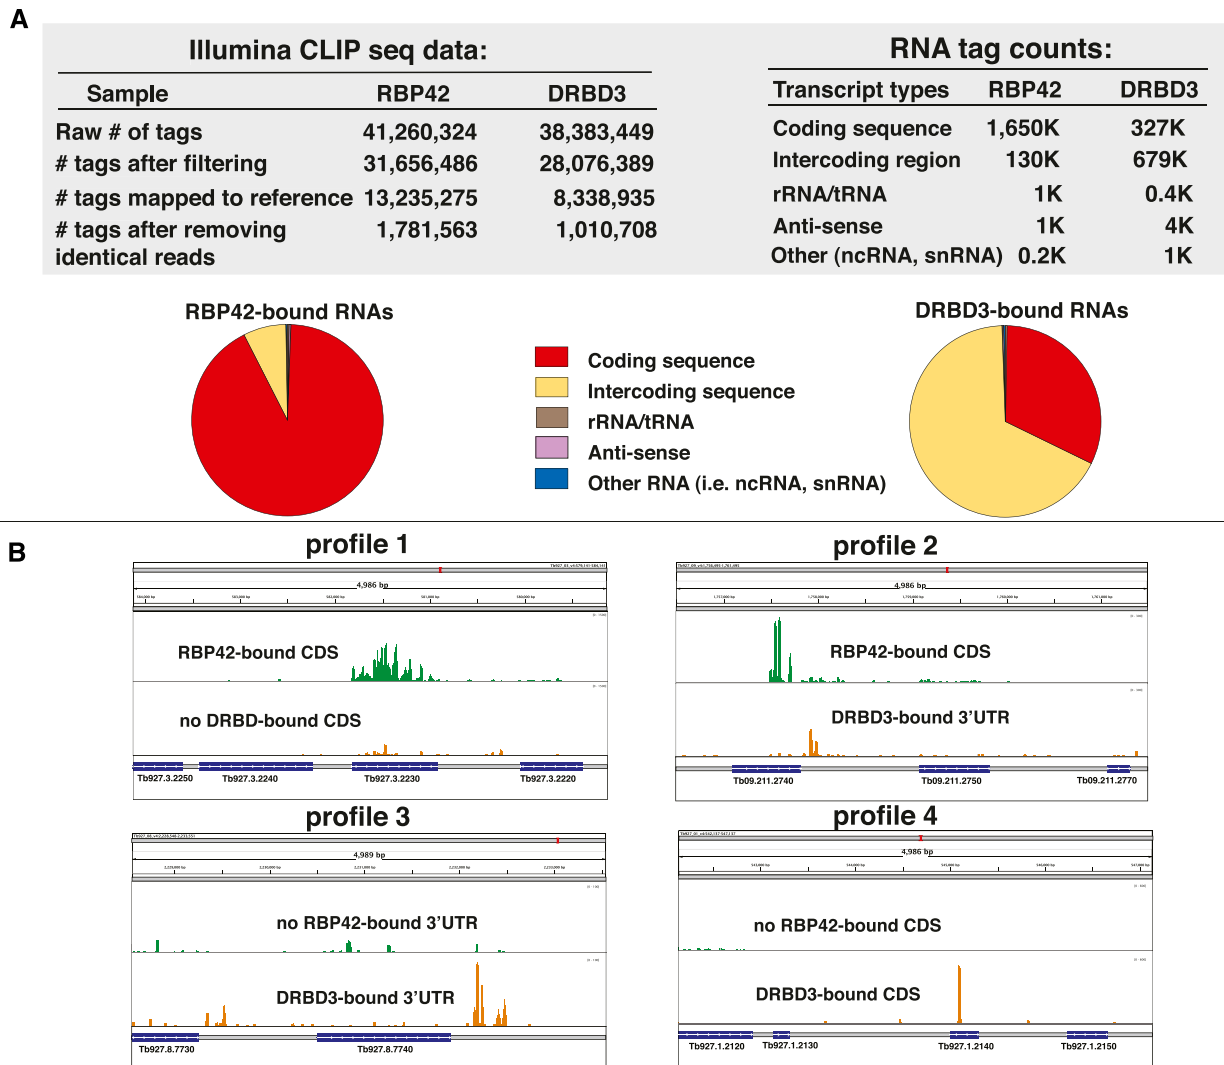 A
Illumina CLIP seq data:
Sample RBP42 DRBD3
Raw # of tags 41,260,324 38,383,449
# tags after filtering 31,656,486 28,076,389
# tags mapped to reference 13,235,275 8,338,935
# tags after removing 1,781,563 1,010,708
identical reads
RNA tag counts:
Transcript types RBP42 DRBD3
Coding sequence 1,650K 327K
Intercoding region 130K 679K
rRNA/tRNA 1K 0.4K
Anti-sense 1K 4K
Other (ncRNA, snRNA) 0.2K 1K
RBP42-bound RNAs
Coding sequence
Intercoding sequence
rRNA/tRNA
Anti-sense
Other RNA (i.e. ncRNA, snRNA)
DRBD3-bound RNAs
B
profile 1
4,986 bp
RBP42-bound CDS
no DRBD-bound CDS
Tb927.3.2250 Tb927.3.2240 Tb927.3.2230 Tb927.3.2220
profile 2
4,986 bp
RBP42-bound CDS
DRBD3-bound 3'UTR
Tb09.211.2740 Tb09.211.2750 Tb09.211.2770
profile 3
4,989 bp
no RBP42-bound 3'UTR
DRBD3-bound 3'UTR
Tb927.8.7730 Tb927.8.7740
profile 4
4,986 bp
no RBP42-bound CDS
DRBD3-bound CDS
Tb927.1.2120 Tb927.1.2130 Tb927.1.2140 Tb927.1.2150